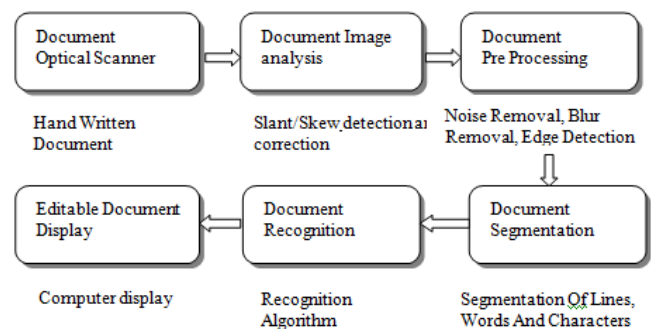 Document
Optical Scanner
Document Image
analysis
Document
Pre Processing
Hand Written
Document
Slant/Skew detection
correction
Noise Removal, Blur
Removal, Edge Detection
Editable Document
Display
Document
Recognition
Document
Segmentation
Computer display
Recognition
Algorithm
Segmentation Of Lines,
Words And Characters